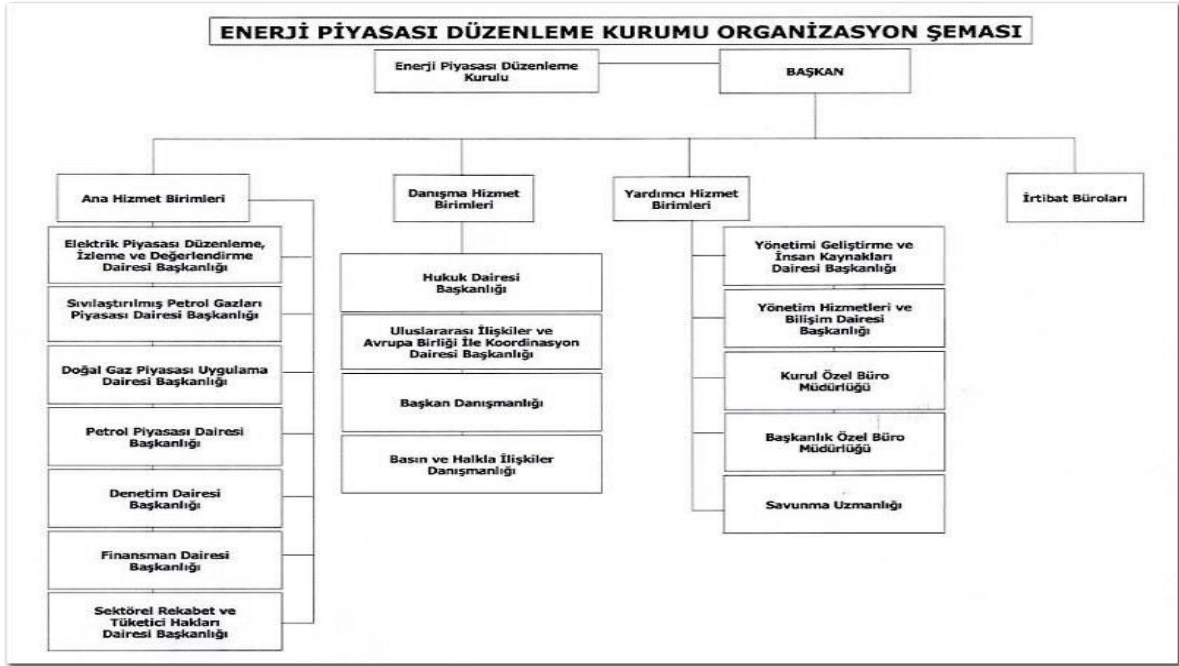 ENERJİ PİYASASI DÜZENLEME KURUMU ORGANİZASYON ŞEMASI
Enerji Piyasası Düzenleme
Kurulu
BAŞKAN
Ana Hizmet Birimleri
Elektrik Piyasası Düzenleme,
İzleme ve Değerlendirme
Dairesi Başkanlığı
Sıvılaştırılmış Petrol Gazları
Piyasası Dairesi Başkanlığı
Doğal Gaz Piyasası Uygulama
Dairesi Başkanlığı
Petrol Piyasası Dairesi
Başkanlığı
Denetim Dairesi
Başkanlığı
Finansman Dairesi
Başkanlığı
Sektörel Rekabet ve
Tüketici Hakları
Dairesi Başkanlığı
Danışma Hizmet
Birimleri
Hukuk Dairesi
Başkanlığı
Uluslararası İlişkiler ve
Avrupa Birliği İle Koordinasyon
Dairesi Başkanlığı
Başkan Danışmanlığı
Basın ve Halkla İlişkiler
Danışmanlığı
Yardımcı Hizmet
Birimleri
Yönetimi Geliştirme ve
İnsan Kaynakları
Dairesi Başkanlığı
Yönetim Hizmetleri ve
Bilişim Dairesi
Başkanlığı
Kurul Özel Büro
Müdürlüğü
Başkanlık Özel Büro
Müdürlüğü
Savunma Uzmanlığı
İrtibat Büroları